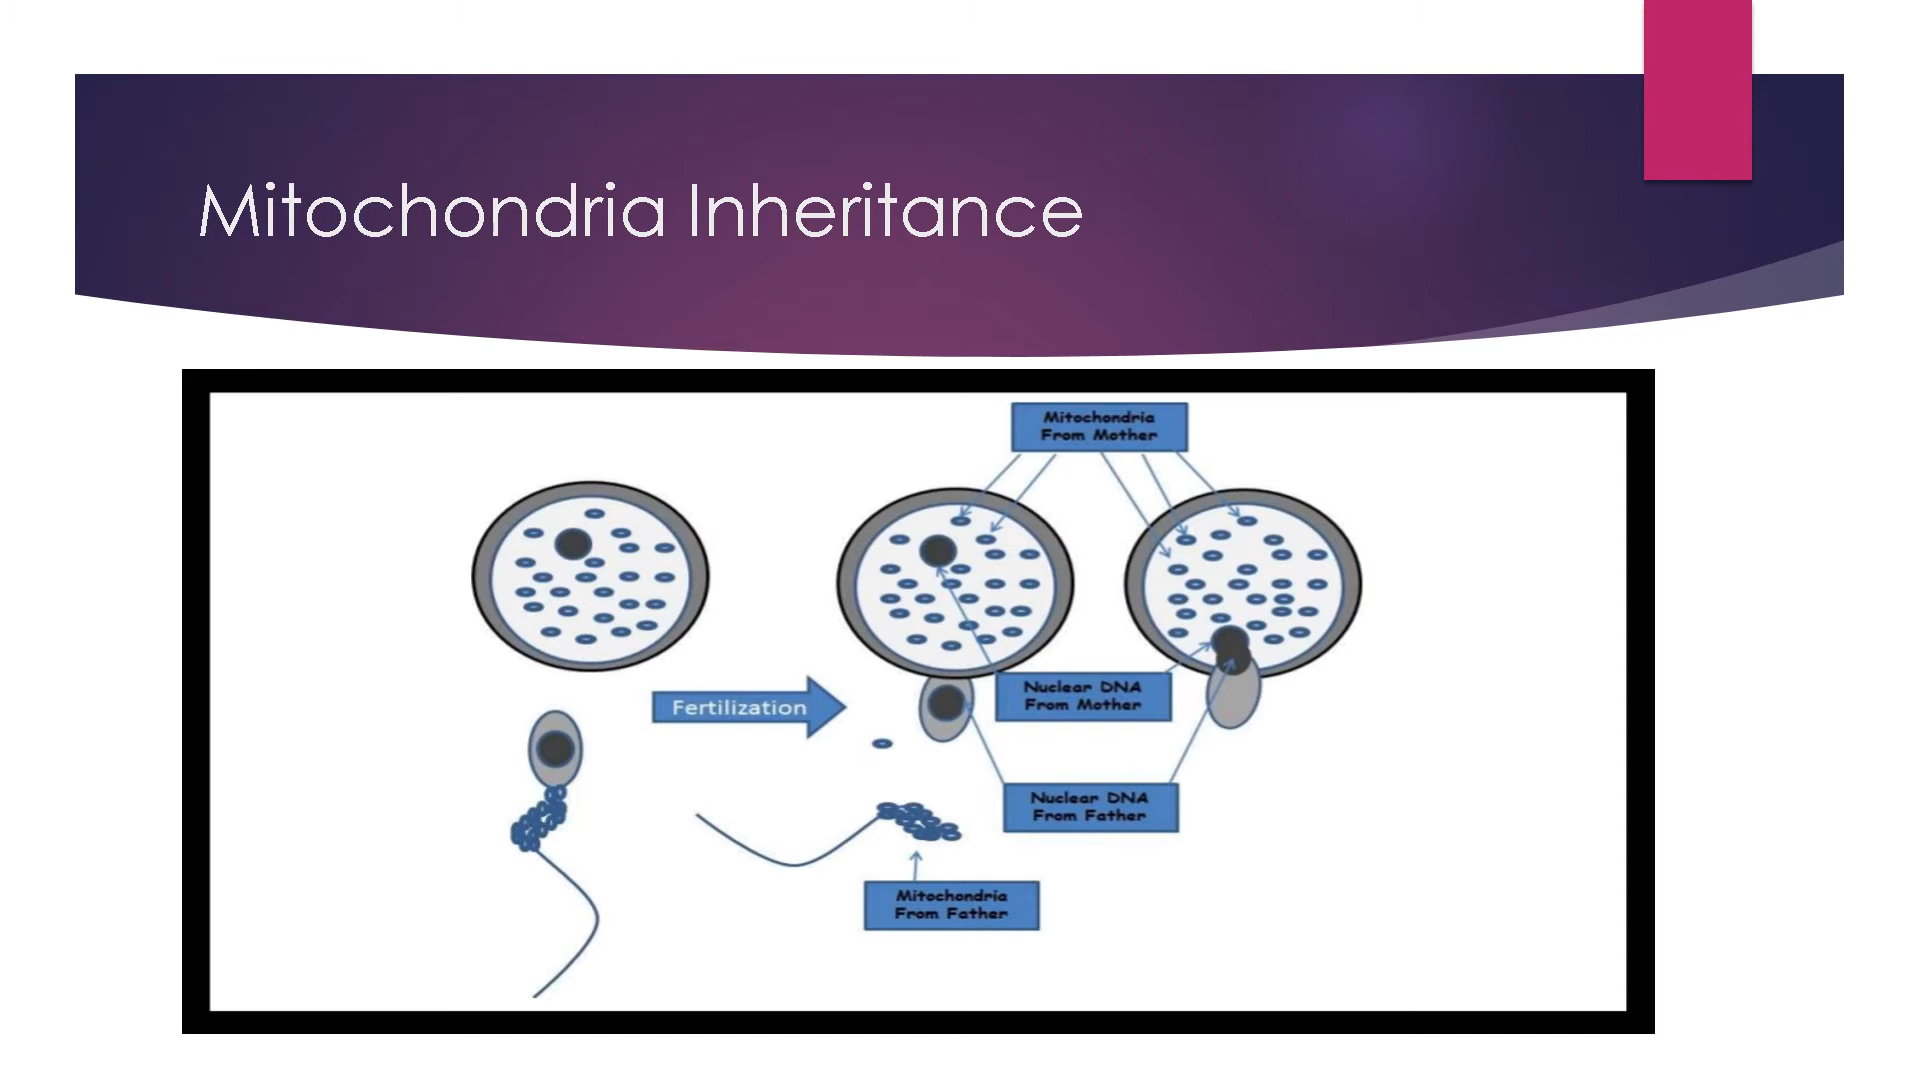 Mitochondria Inheritance
Mitochondria
From Mother
Fertilization
Nuclear DNA
From Mother
Nuclear DNA
From Father
Mitochondria
From Father